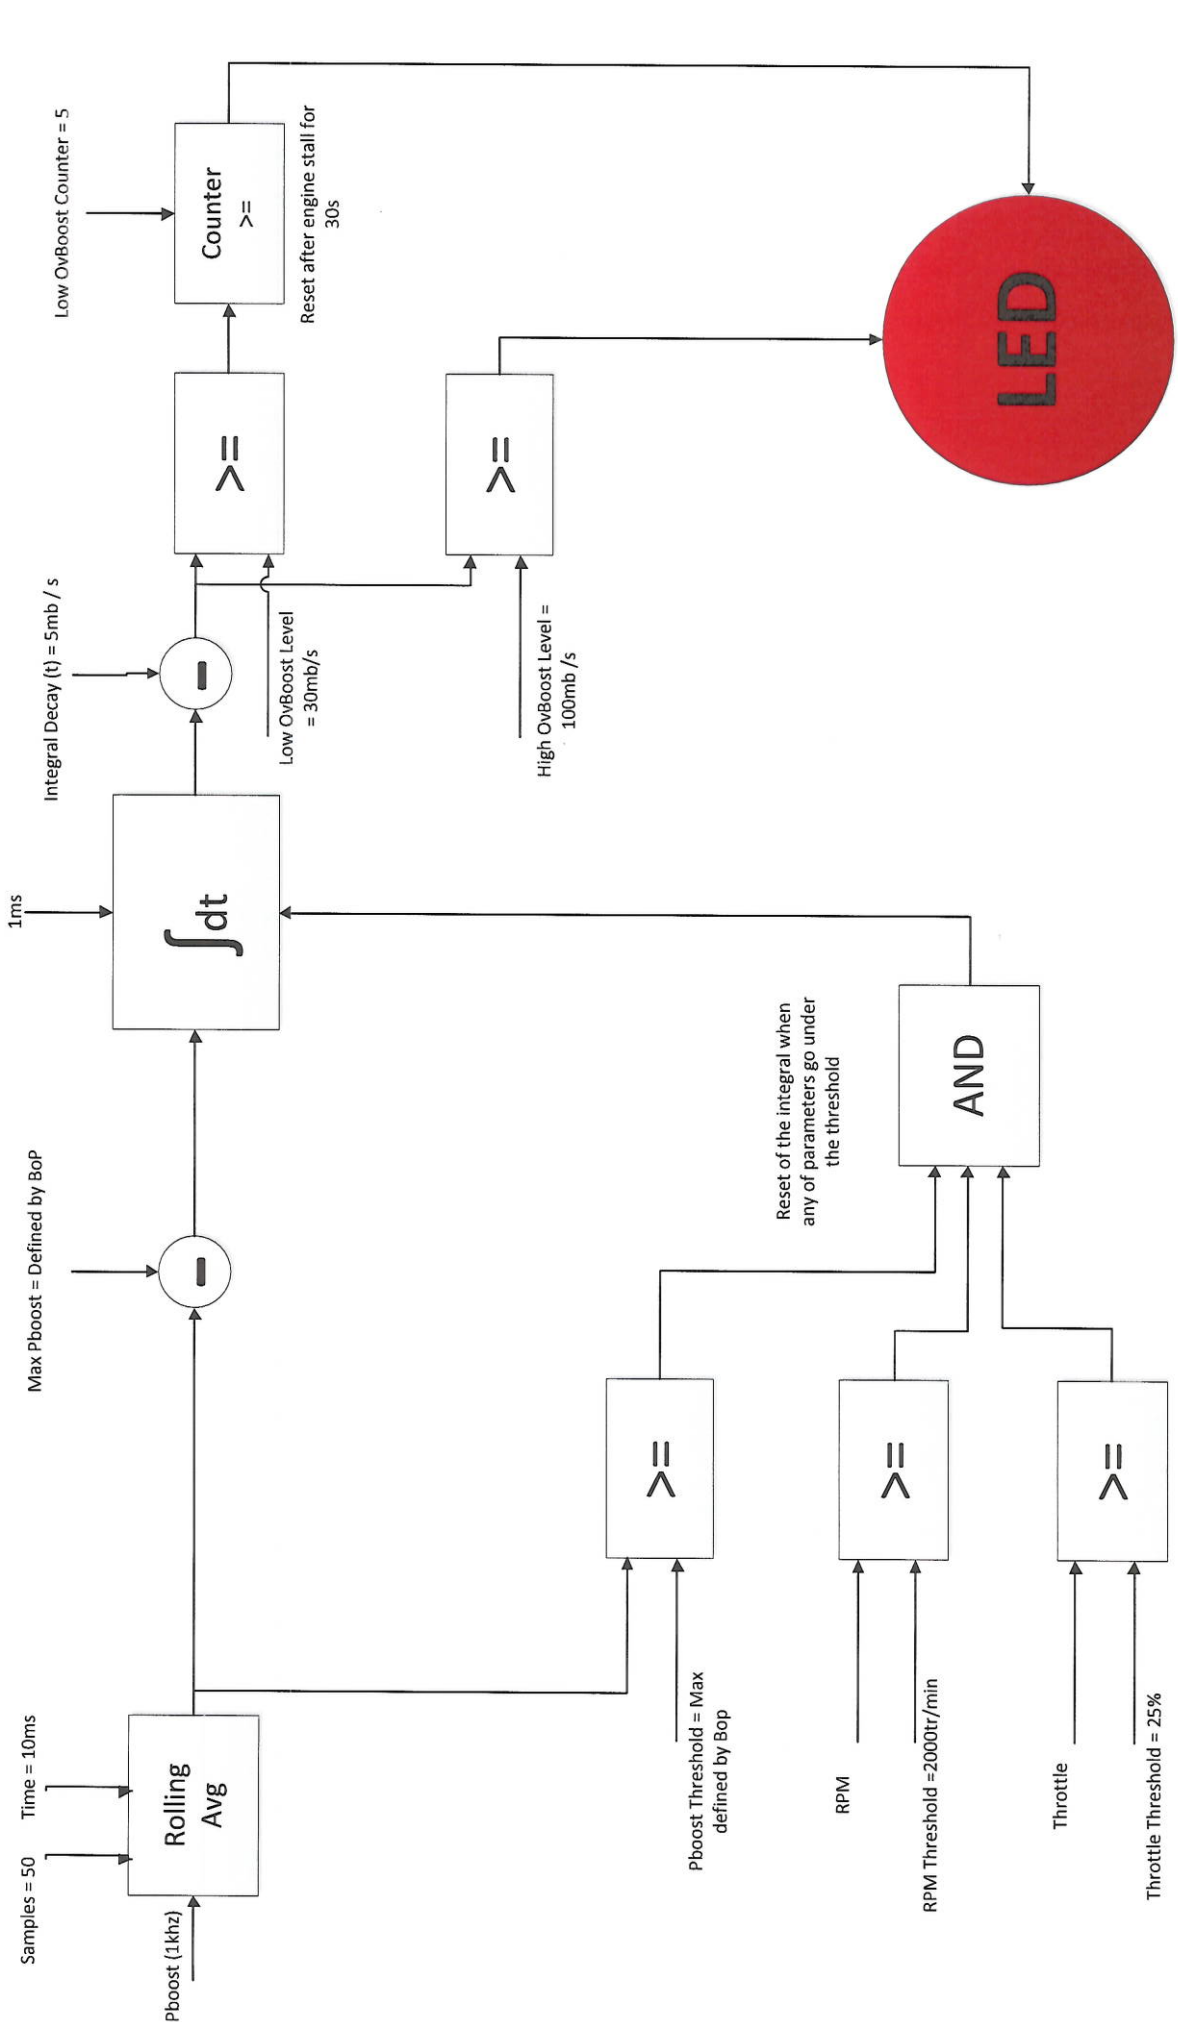 Samples = 50
Time = 10ms
Pboost (1khz)
Rolling
Avg
Max Pboost = Defined by BoP
-
1ms
∫dt
Integral Decay (t) = 5mb / s
-
Low OvBoost Level
= 30mb/s
>=
Low OvBoost Counter = 5
Counter
>=
Reset after engine stall for
30s
High OvBoost Level =
100mb/s
>=
Pboost Threshold = Max
defined by Bop
>=
RPM
RPM Threshold =2000tr/min
>=
Throttle
Throttle Threshold = 25%
>=
Reset of the integral when
any of parameters go under
the threshold
AND
LED